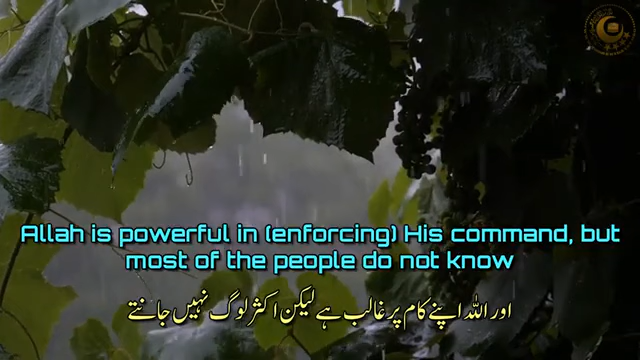 Allah is powerful in (enforcing) His command, but
most of the people do not know
اور اللہ اپنے کام پر غالب ہے لیکن اکثر لوگ نہیں جانتے